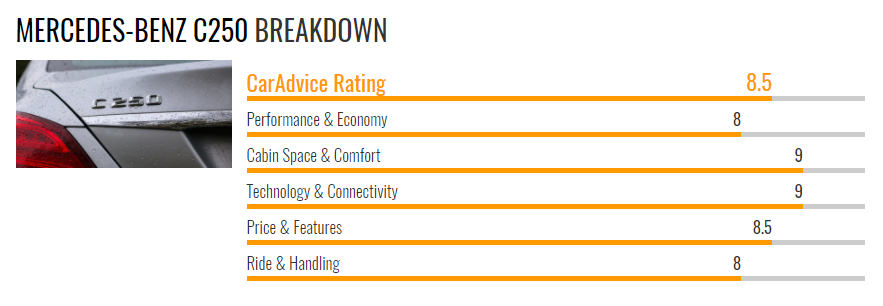 MERCEDES-BENZ C250 BREAKDOWN
C 250
CarAdvice Rating 8.5
Performance & Economy 8
Cabin Space & Comfort 9
Technology & Connectivity 9
Price & Features 8.5
Ride & Handling 8